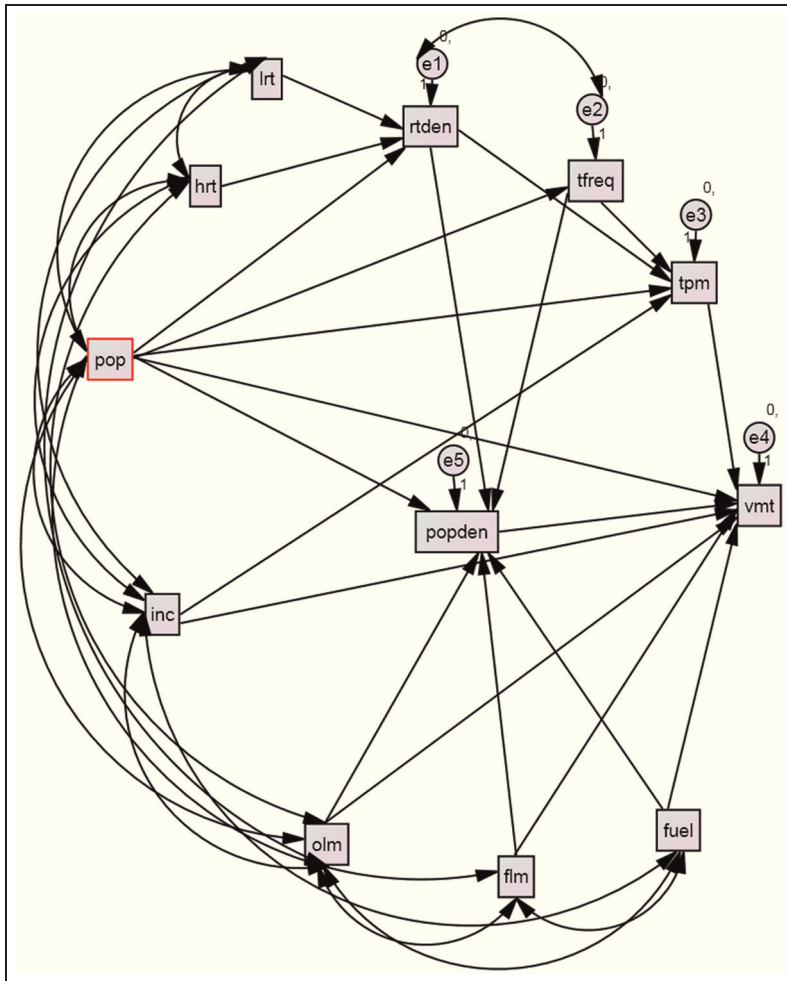 0,
e1
1
lrt
0,
e2
1
rtden
hrt
tfreq
0,
e3
1
tpm
pop
0,
e4
1
0,
e5
1
vmt
popden
inc
olm
fuel
flm